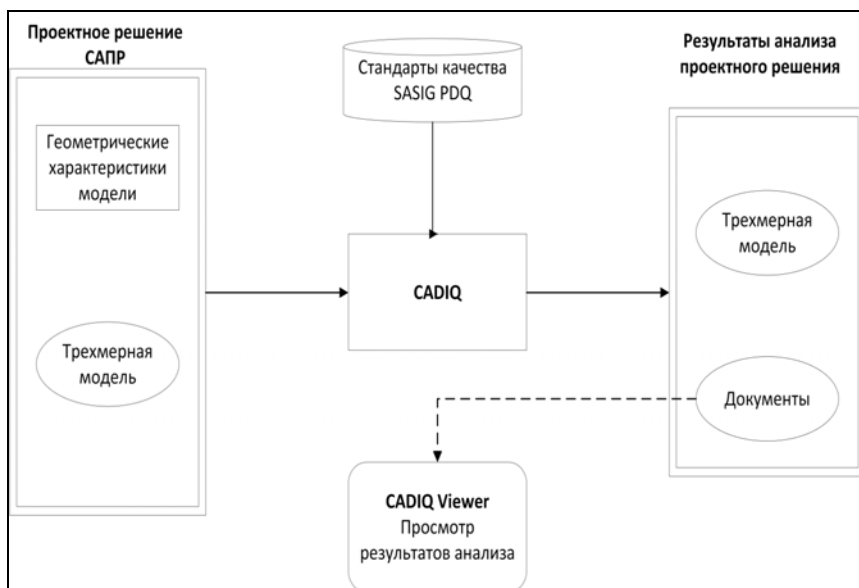 Проектное решение
САПР
Геометрические
характеристики
модели
Трехмерная
модель
Стандарты качества
SASIG PDQ
CADIQ
CADIQ Viewer
Просмотр
результатов анализа
Результаты анализа
проектного решения
Трехмерная
модель
Документы